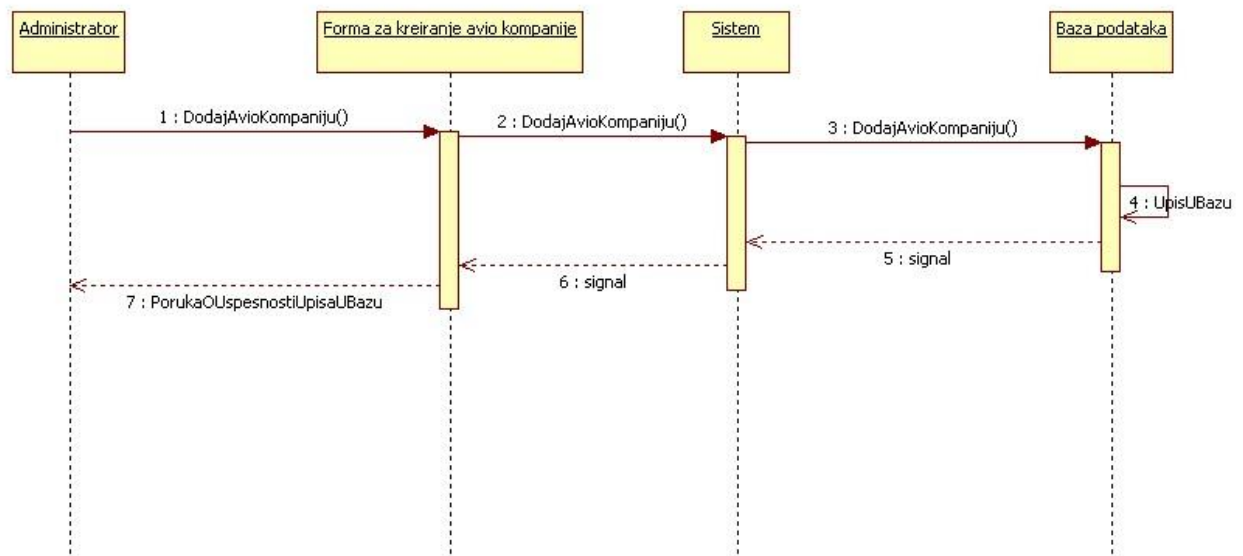 Administrator
Forma za kreiranje avio kompanije
Sistem
Baza podataka
1 : DodajAvioKompaniju()
2 : DodajAvioKompaniju()
3 : DodajAvioKompaniju()
4 : UpisUBazu
5 : signal
6 : signal
7 : PorukaOUspesnostiUpisaUBazu